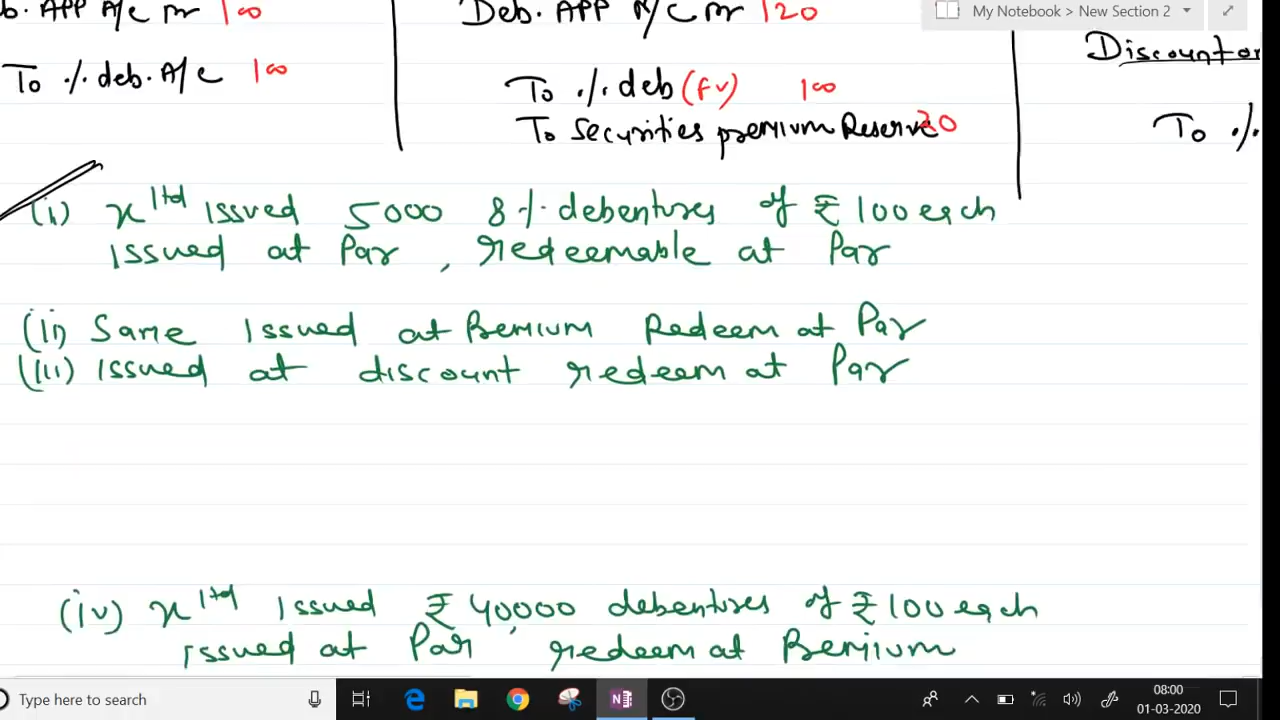 b. APP A/c Dr 100
Deb. APP A/C Dr 120
My Notebook > New Section 2
Discount on
To % deb. A/c 100
To % deb (FV) 100
To Securities premium Reserve 20
To %
(i) x ltd issued 5000 8% debentures of ₹ 100 each
issued at Par, redeemable at Par
(ii) Same issued at Premium Redeem at Par
(iii) issued at discount redeem at Par
(iv) x ltd issued ₹ 40000 debentures of ₹ 100 each
issued at Par, redeem at Premium
Type here to search
08:00
01-03-2020